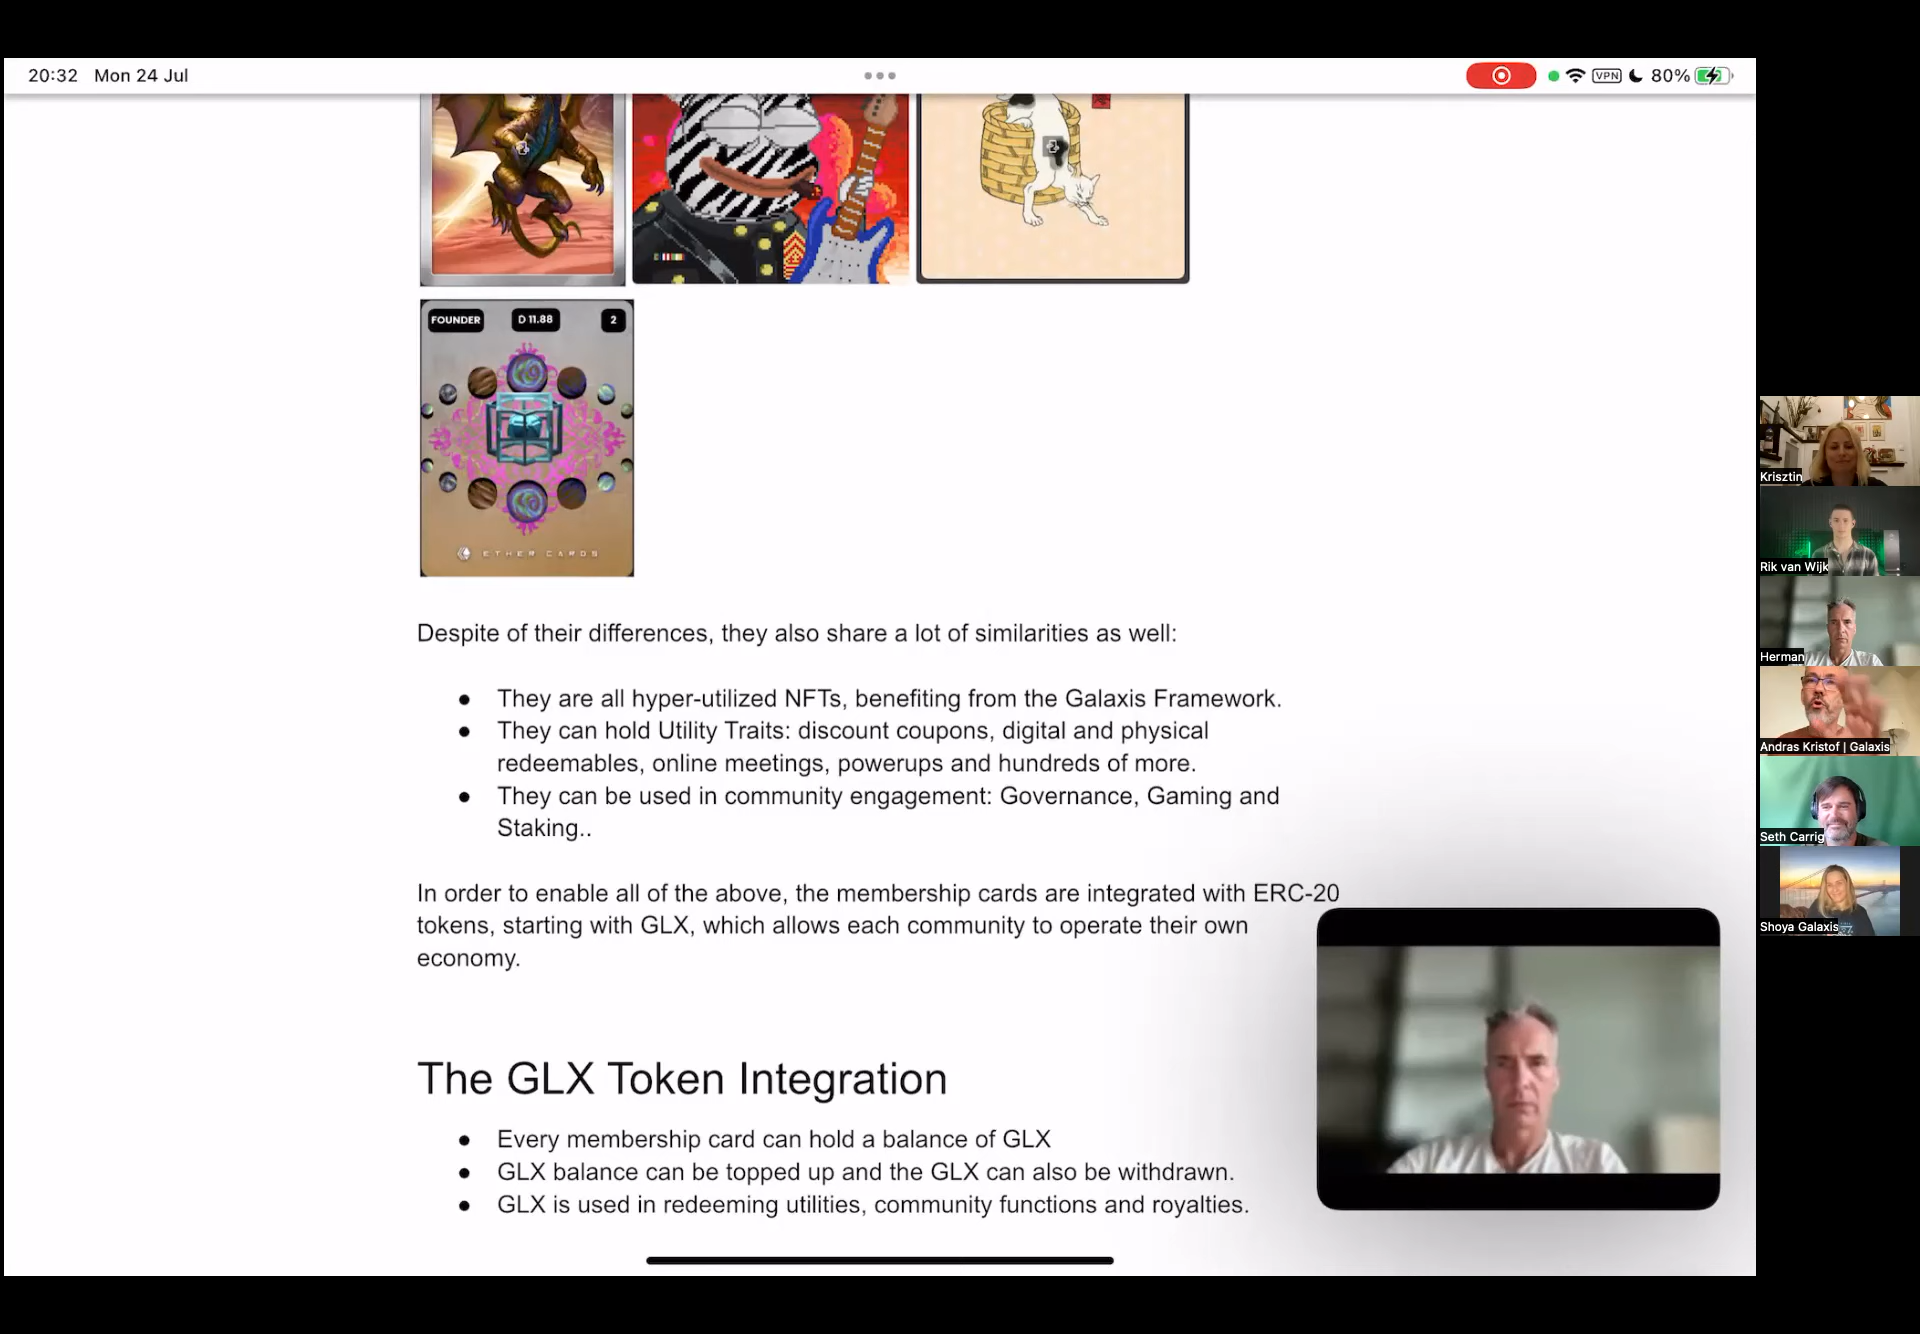 20:32 Mon 24 Jul
VPN 80%
FOUNDER D 11.88 2
ETHER CARDS
Despite of their differences, they also share a lot of similarities as well:
● They are all hyper-utilized NFTs, benefiting from the Galaxis Framework.
● They can hold Utility Traits: discount coupons, digital and physical
redeemables, online meetings, powerups and hundreds of more.
● They can be used in community engagement: Governance, Gaming and
Staking..
In order to enable all of the above, the membership cards are integrated with ERC-20
tokens, starting with GLX, which allows each community to operate their own
economy.
The GLX Token Integration
● Every membership card can hold a balance of GLX
● GLX balance can be topped up and the GLX can also be withdrawn.
● GLX is used in redeeming utilities, community functions and royalties.
Krisztin
Rik van Wijk
Herman
Andras Kristof | Galaxis
Seth Carrig
Shoya Galaxis